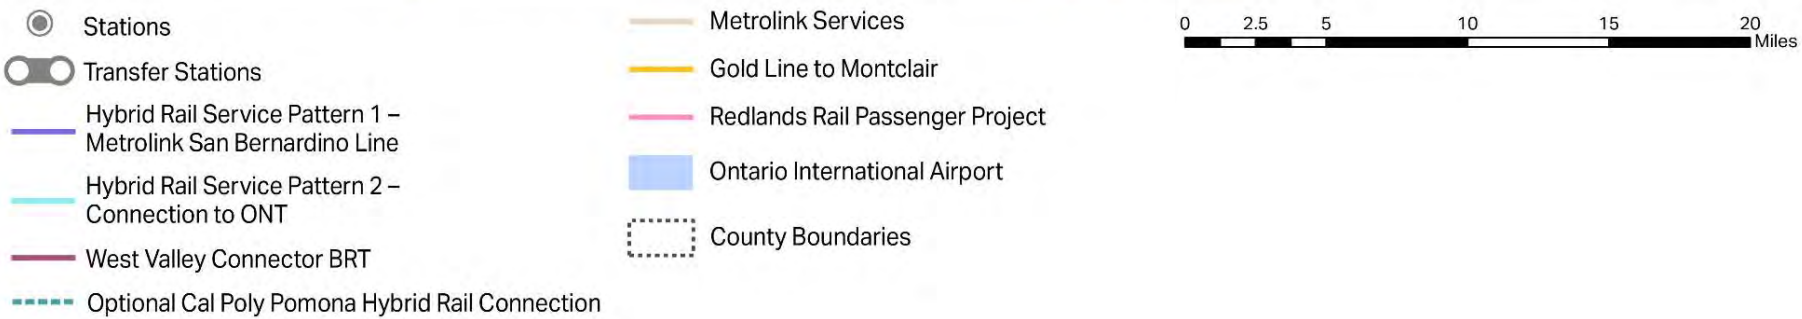 Stations
Transfer Stations
Hybrid Rail Service Pattern 1 –
Metrolink San Bernardino Line
Hybrid Rail Service Pattern 2 –
Connection to ONT
West Valley Connector BRT
Optional Cal Poly Pomona Hybrid Rail Connection
Metrolink Services
Gold Line to Montclair
Redlands Rail Passenger Project
Ontario International Airport
County Boundaries
0 2.5 5 10 15 20
Miles